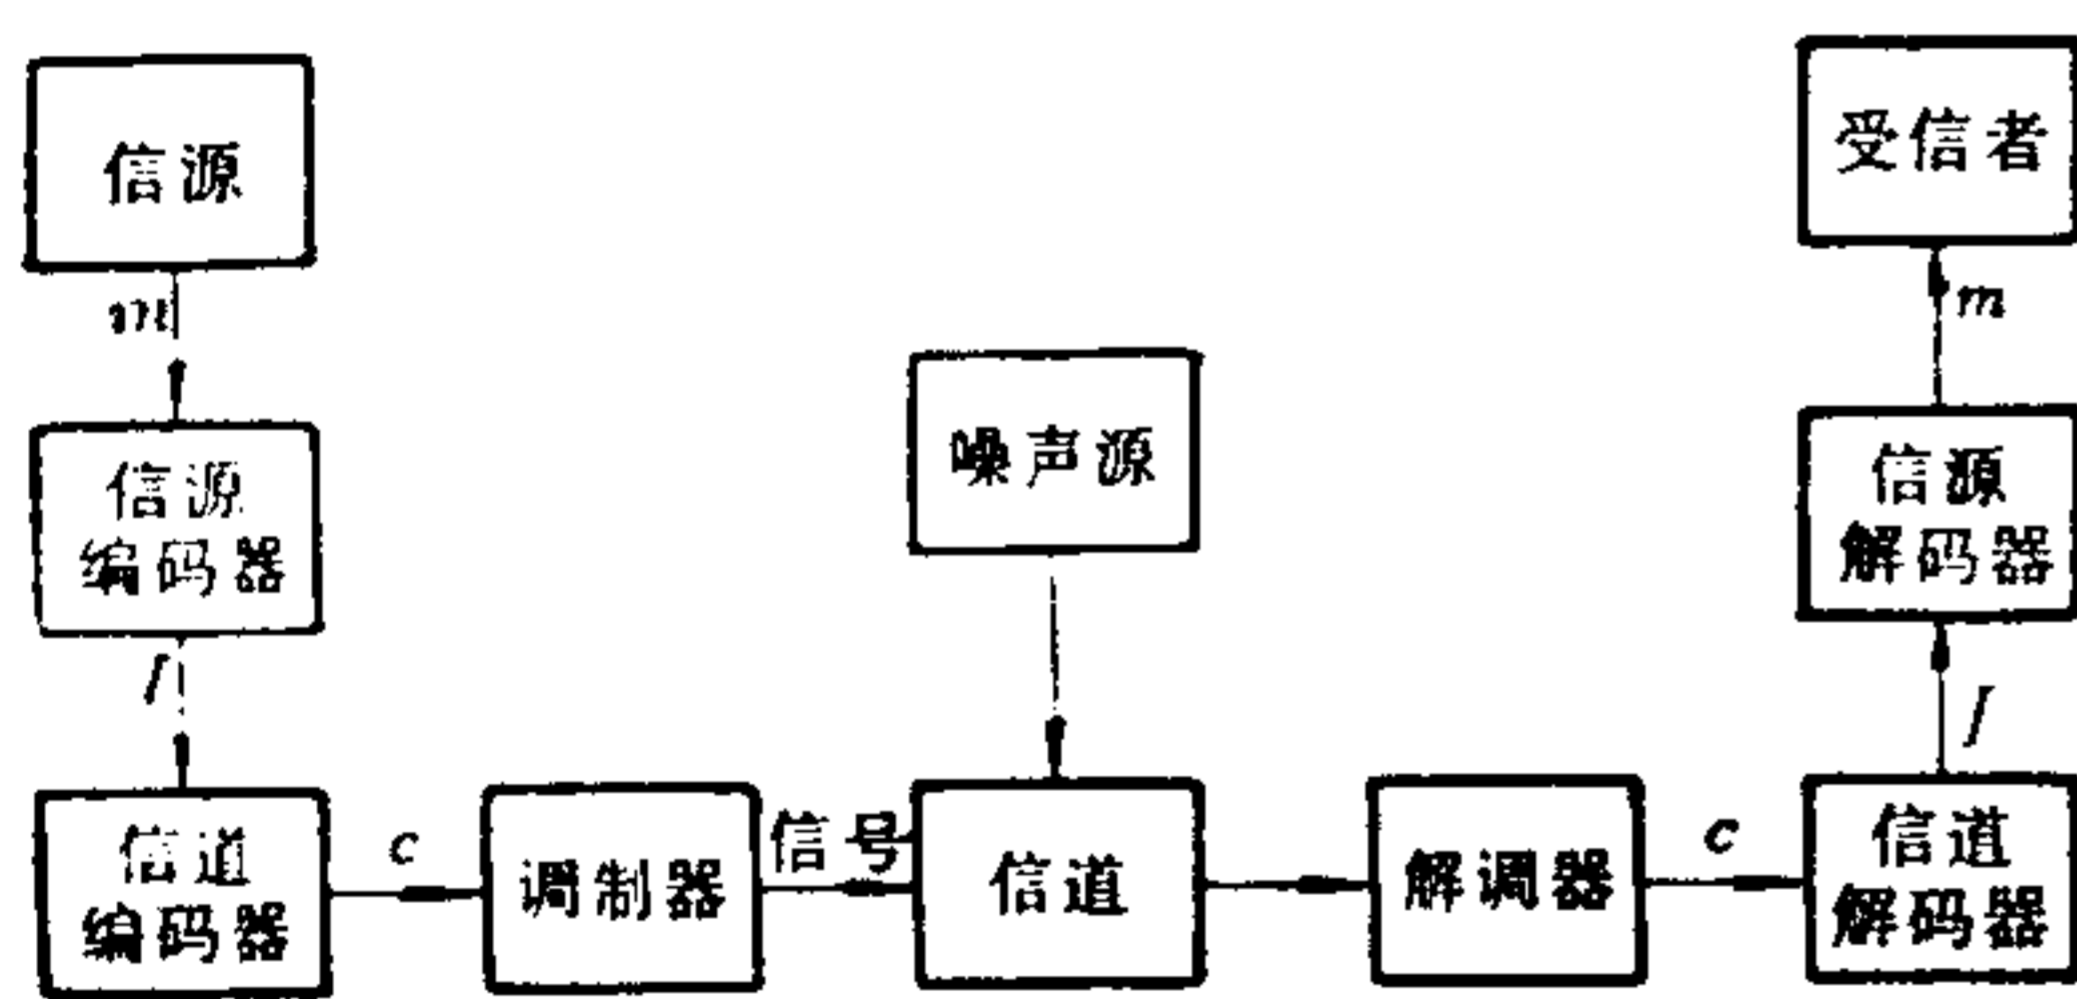 信源
m
信源
编码器
f
信道
编码器
c
调制器
信号
噪声源
信道
解调器
c
信道
解码器
f
信源
解码器
m
受信者